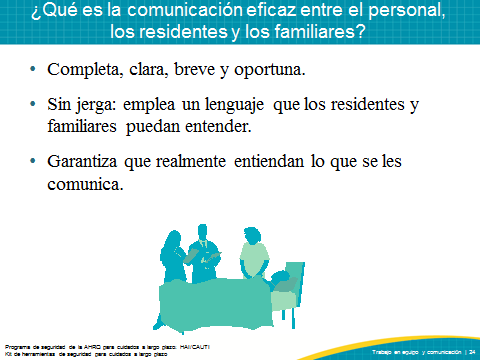 ¿Qué es la comunicación eficaz entre el personal,
los residentes y los familiares?
• Completa, clara, breve y oportuna.
• Sin jerga: emplea un lenguaje que los residentes y
familiares puedan entender.
• Garantiza que realmente entiendan lo que se les
comunica.
Programa de seguridad de la AHRQ para cuidados a largo plazo: HAI/CAUTI
Kit de herramientas de seguridad para cuidados a largo plazo
Trabajo en equipo y comunicación | 24